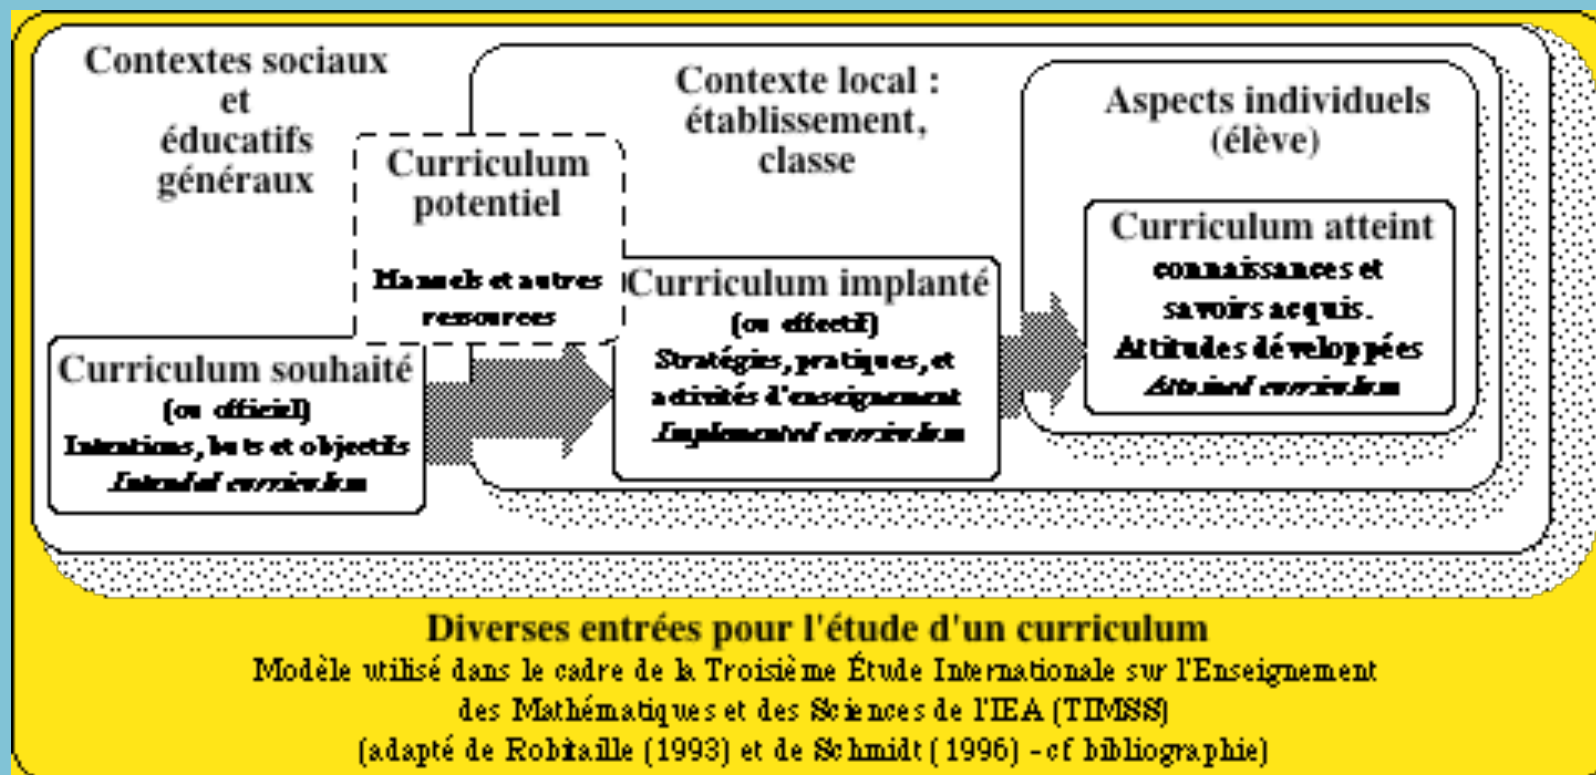 Contextes sociaux
et
éducatifs
généraux
Curriculum
potentiel
Manuels et autres
ressources
Curriculum souhaité
(ou officiel)
Intentions, buts et objectifs
Intended curriculum
Contexte local :
établissement,
classe
Curriculum implanté
(ou effectif)
Stratégies, pratiques, et
activités d'enseignement
Implemented curriculum
Aspects individuels
(élève)
Curriculum atteint
connaissances et
savoirs acquis.
Attitudes développées
Attained curriculum
Diverses entrées pour l'étude d'un curriculum
Modèle utilisé dans le cadre de la Troisième Étude Internationale sur l'Enseignement
des Mathématiques et des Sciences de l'IEA (TIMSS)
(adapté de Robitaille (1993) et de Schmidt (1996) - cf bibliographie)